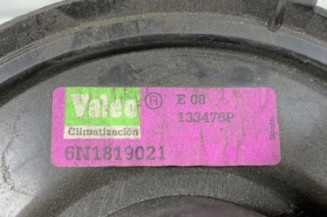 Valeo ® E 08
133476P
Climatización
6N1819021